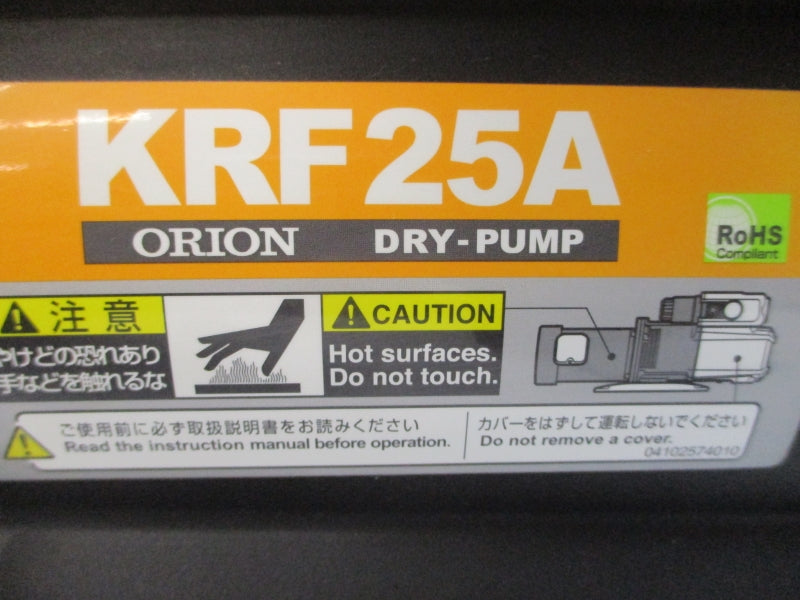 KRF25A
ORION DRY-PUMP
RoHS
Compliant
注意
やけどの恐れあり
手などを触れるな
CAUTION
Hot surfaces.
Do not touch.
ご使用前に必ず取扱説明書をお読みください
Read the instruction manual before operation.
カバーをはずして運転しないでください
Do not remove a cover.
04102574010